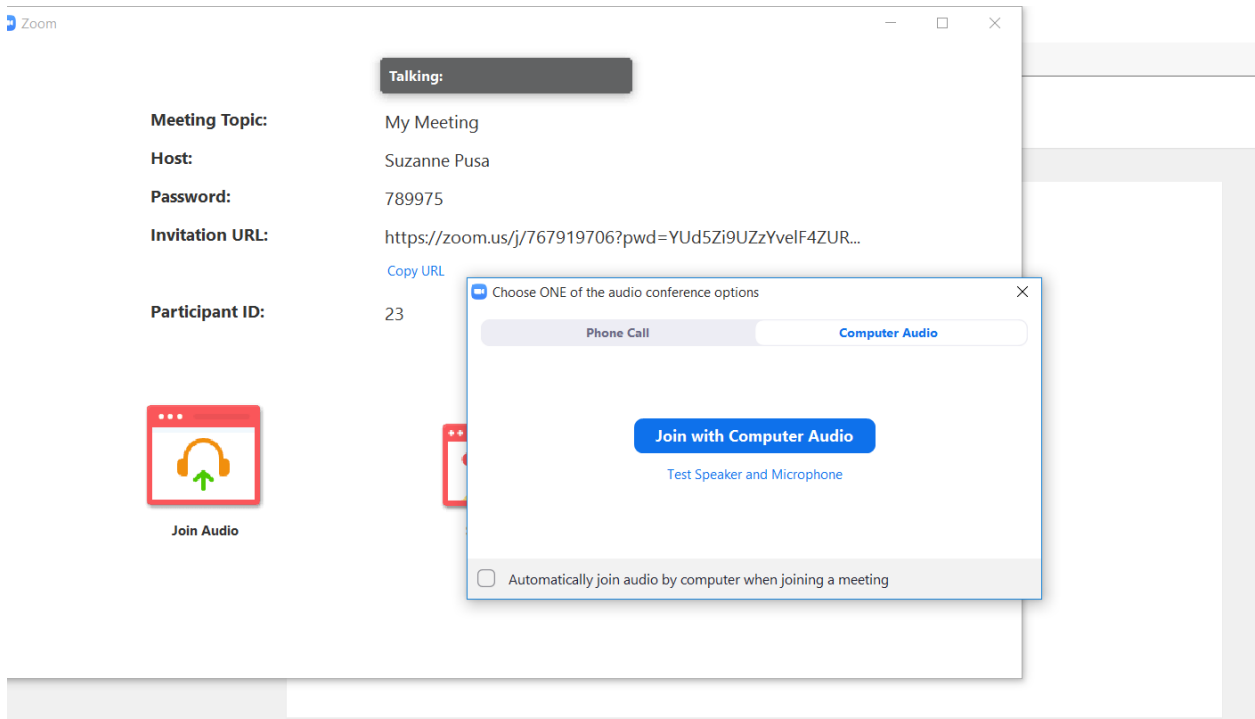 Zoom
Talking:
Meeting Topic: My Meeting
Host: Suzanne Pusa
Password: 789975
Invitation URL: https://zoom.us/j/767919706?pwd=YUd5Zi9UZzYvelF4ZUR...
Copy URL
Participant ID: 23
Join Audio
Choose ONE of the audio conference options
Phone Call Computer Audio
Join with Computer Audio
Test Speaker and Microphone
Automatically join audio by computer when joining a meeting